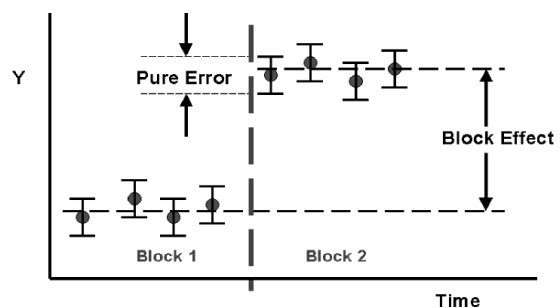 Y
Pure Error
Block Effect
Block 1
Block 2
Time